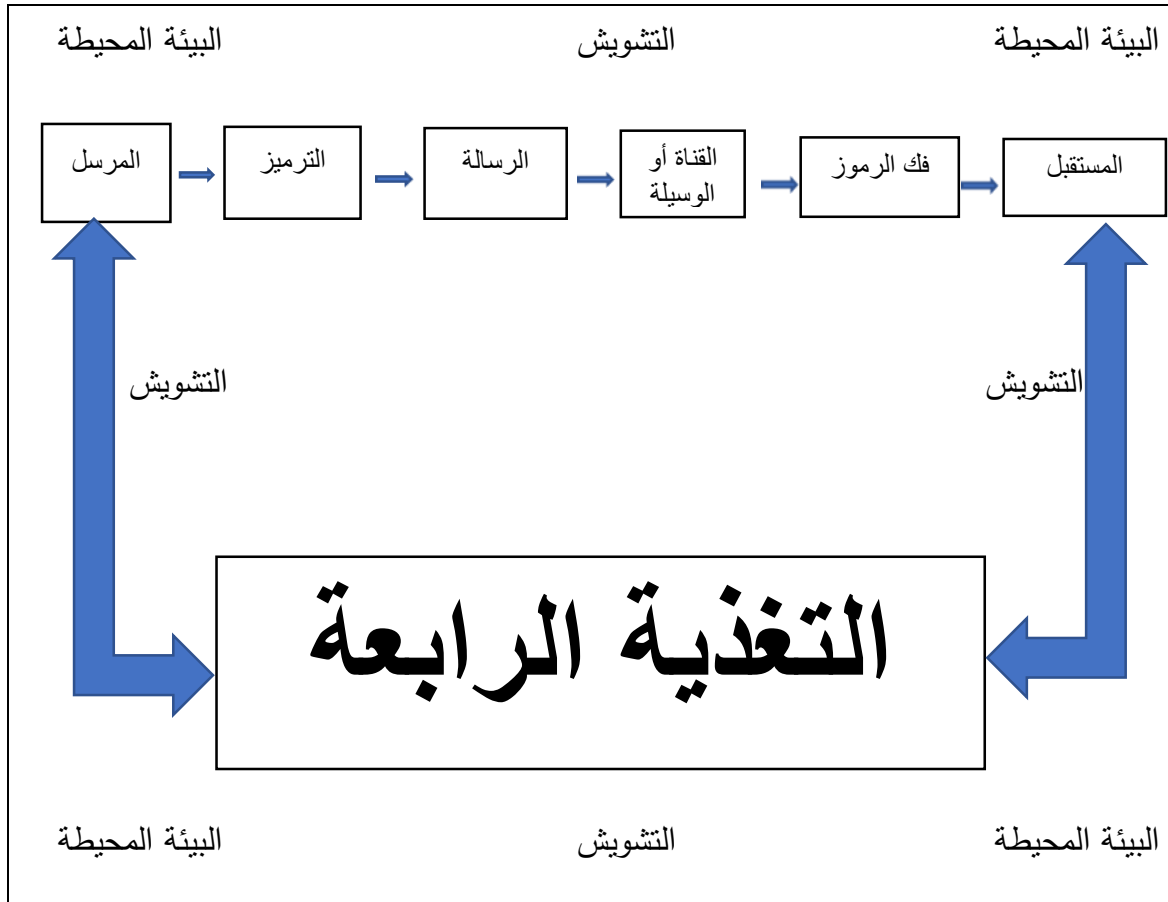 البيئة المحيطة
التشويش
البيئة المحيطة
المستقبل
فك الرموز
القناة أو
الوسيلة
الرسالة
الترميز
المرسل
التشويش
التشويش
التغذية الرابعة
البيئة المحيطة
التشويش
البيئة المحيطة